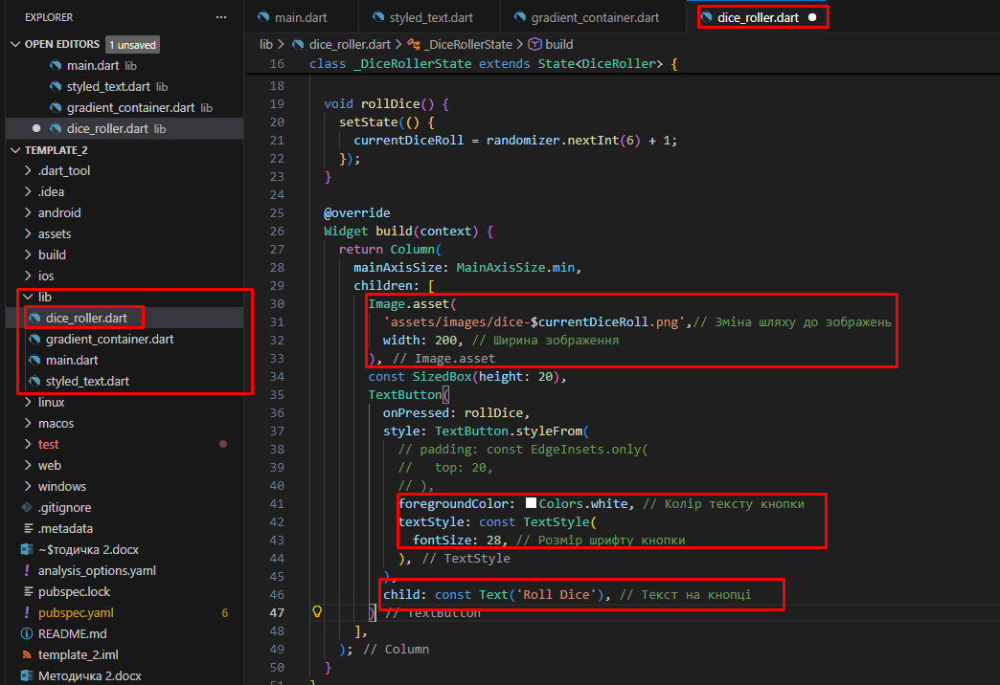 EXPLORER
···
OPEN EDITORS
1 unsaved
main.dart lib
styled_text.dart lib
gradient_container.dart lib
dice_roller.dart lib
TEMPLATE_2
.dart_tool
.idea
android
assets
build
ios
lib
dice_roller.dart
gradient_container.dart
main.dart
styled_text.dart
linux
macos
test
web
windows
.gitignore
.metadata
~$тодичка 2.docx
analysis_options.yaml
pubspec.lock
pubspec.yaml 6
README.md
template_2.iml
Методичка 2.docx
main.dart
styled_text.dart
gradient_container.dart
dice_roller.dart
lib > dice_roller.dart > _DiceRollerState > build
16 class _DiceRollerState extends State<DiceRoller> {
18
19 void rollDice() {
20 setState(() {
21 currentDiceRoll = randomizer.nextInt(6) + 1;
22 });
23 }
24
25 @override
26 Widget build(context) {
27 return Column(
28 mainAxisSize: MainAxisSize.min,
29 children: [
30 Image.asset(
31 'assets/images/dice-$currentDiceRoll.png',// Зміна шляху до зображень
32 width: 200, // Ширина зображення
33 ), // Image.asset
34 const SizedBox(height: 20),
35 TextButton(
36 onPressed: rollDice,
37 style: TextButton.styleFrom(
38 // padding: const EdgeInsets.only(
39 //   top: 20,
40 // ),
41 foregroundColor: Colors.white, // Колір тексту кнопки
42 textStyle: const TextStyle(
43 fontSize: 28, // Розмір шрифту кнопки
44 ), // TextStyle
45 ),
46 child: const Text('Roll Dice'), // Текст на кнопці
47 ) // TextButton
48 ],
49 ); // Column
50 }
51 }